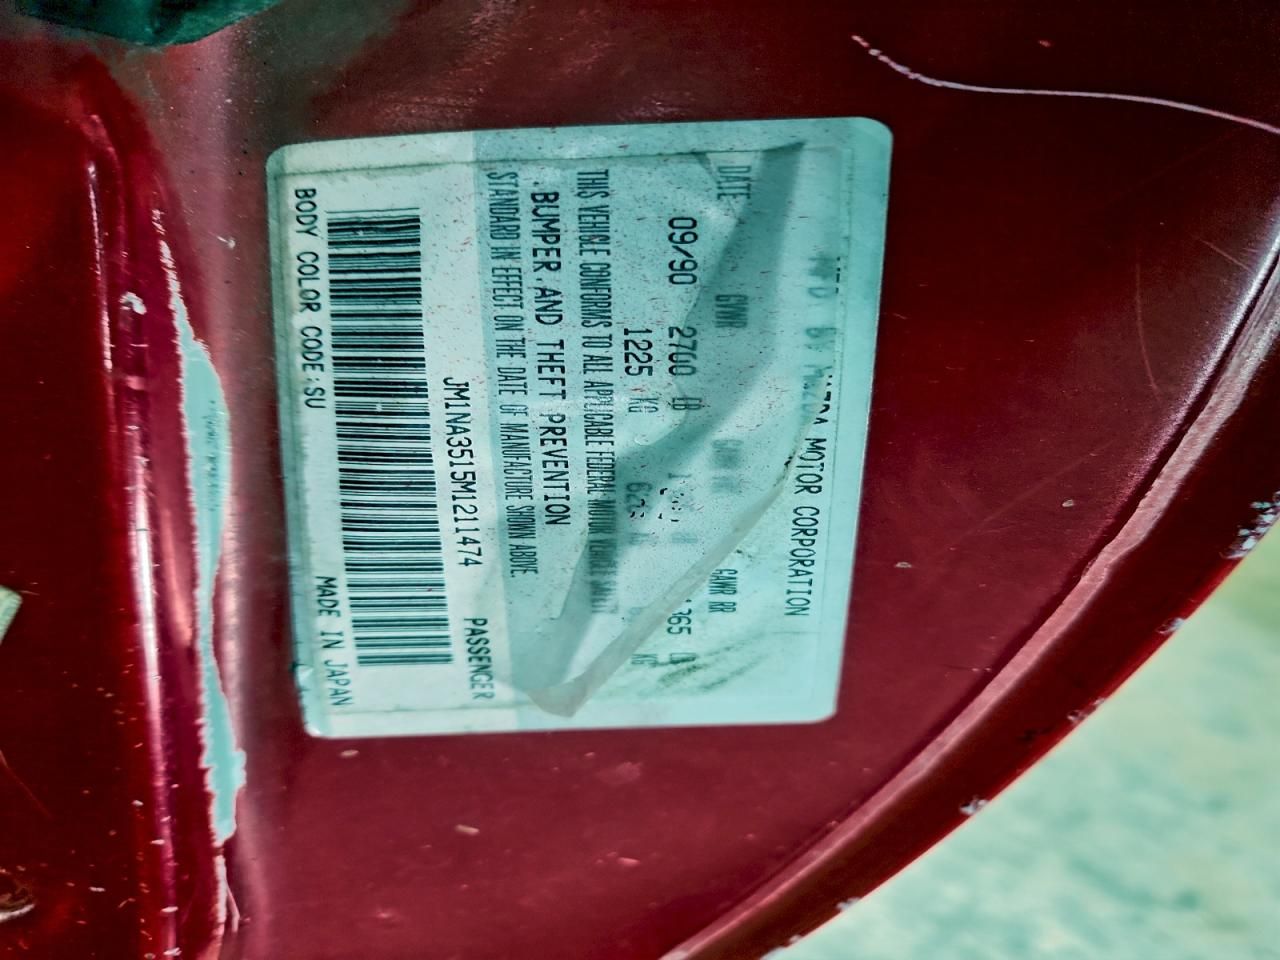 MAZDA MOTOR CORPORATION
DATE GVWR GAWR RR
09/90 2700 LB 1365 LB
1225 KG KG
THIS VEHICLE CONFORMS TO ALL APPLICABLE FEDERAL MOTOR VEHICLE SAFETY
BUMPER, AND THEFT PREVENTION
STANDARD IN EFFECT ON THE DATE OF MANUFACTURE SHOWN ABOVE.
JM1NA3515M1211474 PASSENGER
BODY COLOR CODE:SU MADE IN JAPAN